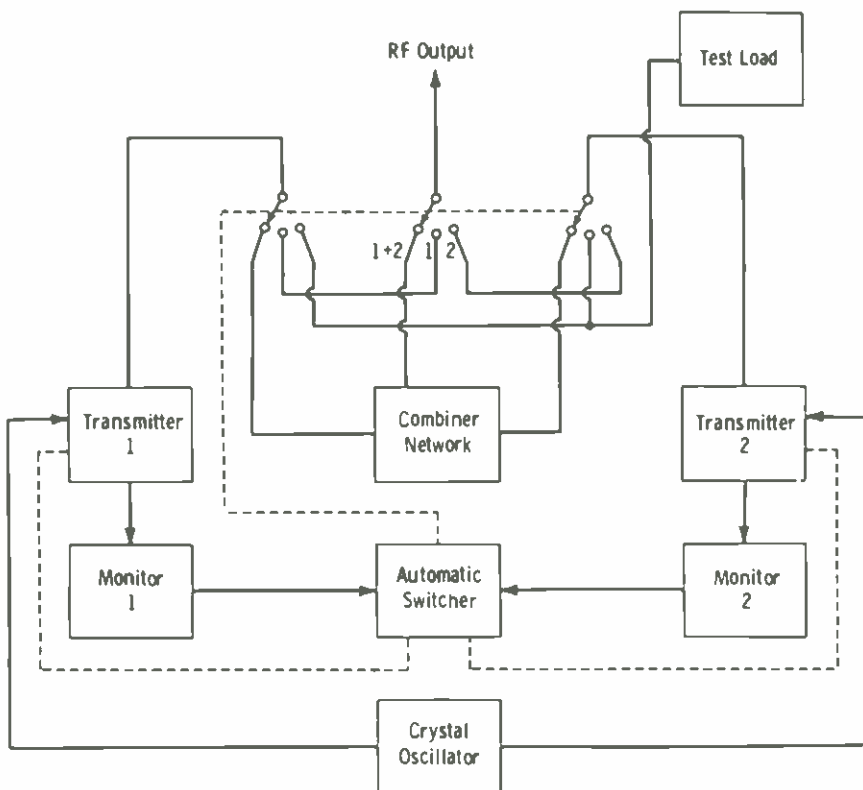 RF Output
Test Load
1+2
1
2
Transmitter
1
Combiner
Network
Transmitter
2
Monitor
1
Automatic
Switcher
Monitor
2
Crystal
Oscillator